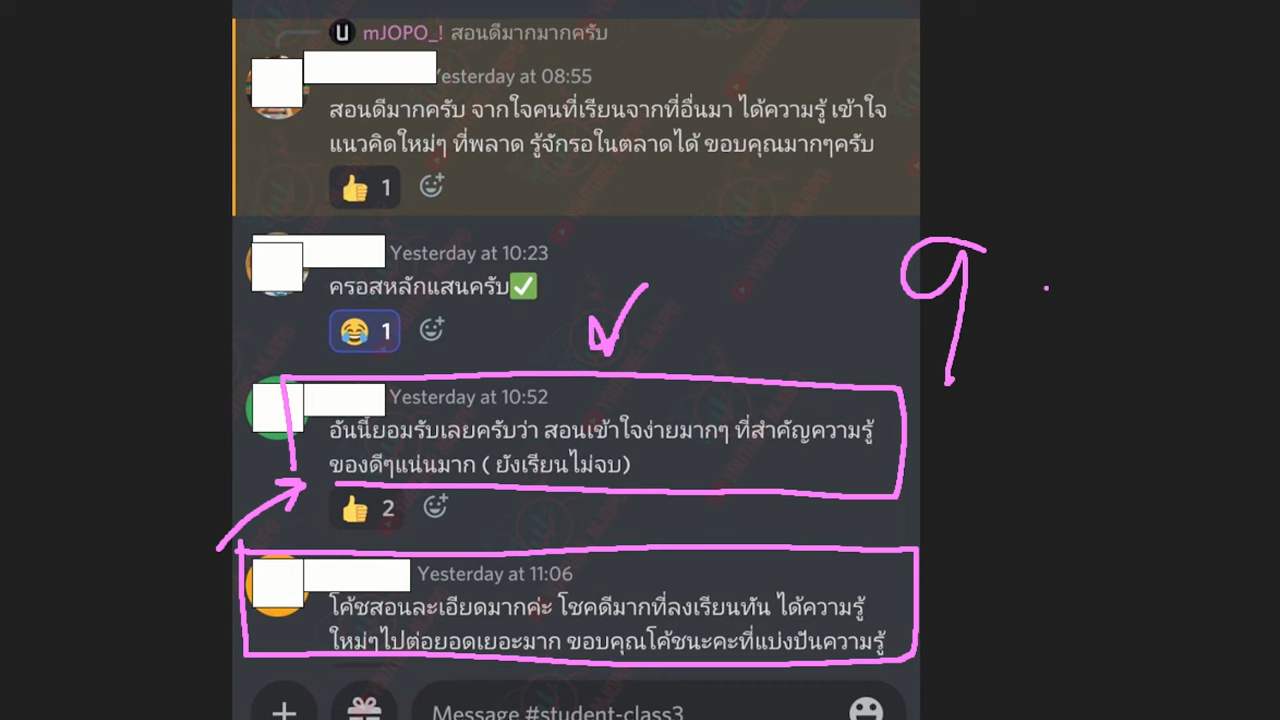 U mJOPO_! สอนดีมากมากครับ
Yesterday at 08:55
สอนดีมากครับ จากใจคนที่เรียนจากที่อื่นมา ได้ความรู้ เข้าใจ
แนวคิดใหม่ๆ ที่พลาด รู้จักรอในตลาดได้ ขอบคุณมากๆครับ
👍 1
Yesterday at 10:23
ครอสหลักแสนครับ✅
😂 1
Yesterday at 10:52
อันนี้ยอมรับเลยครับว่า สอนเข้าใจง่ายมากๆ ที่สำคัญความรู้
ของดีๆแน่นมาก ( ยังเรียนไม่จบ)
👍 2
Yesterday at 11:06
โค้ชสอนละเอียดมากค่ะ โชคดีมากที่ลงเรียนทัน ได้ความรู้
ใหม่ๆไปต่อยอดเยอะมาก ขอบคุณโค้ชนะคะที่แบ่งปันความรู้
Message #student-class3